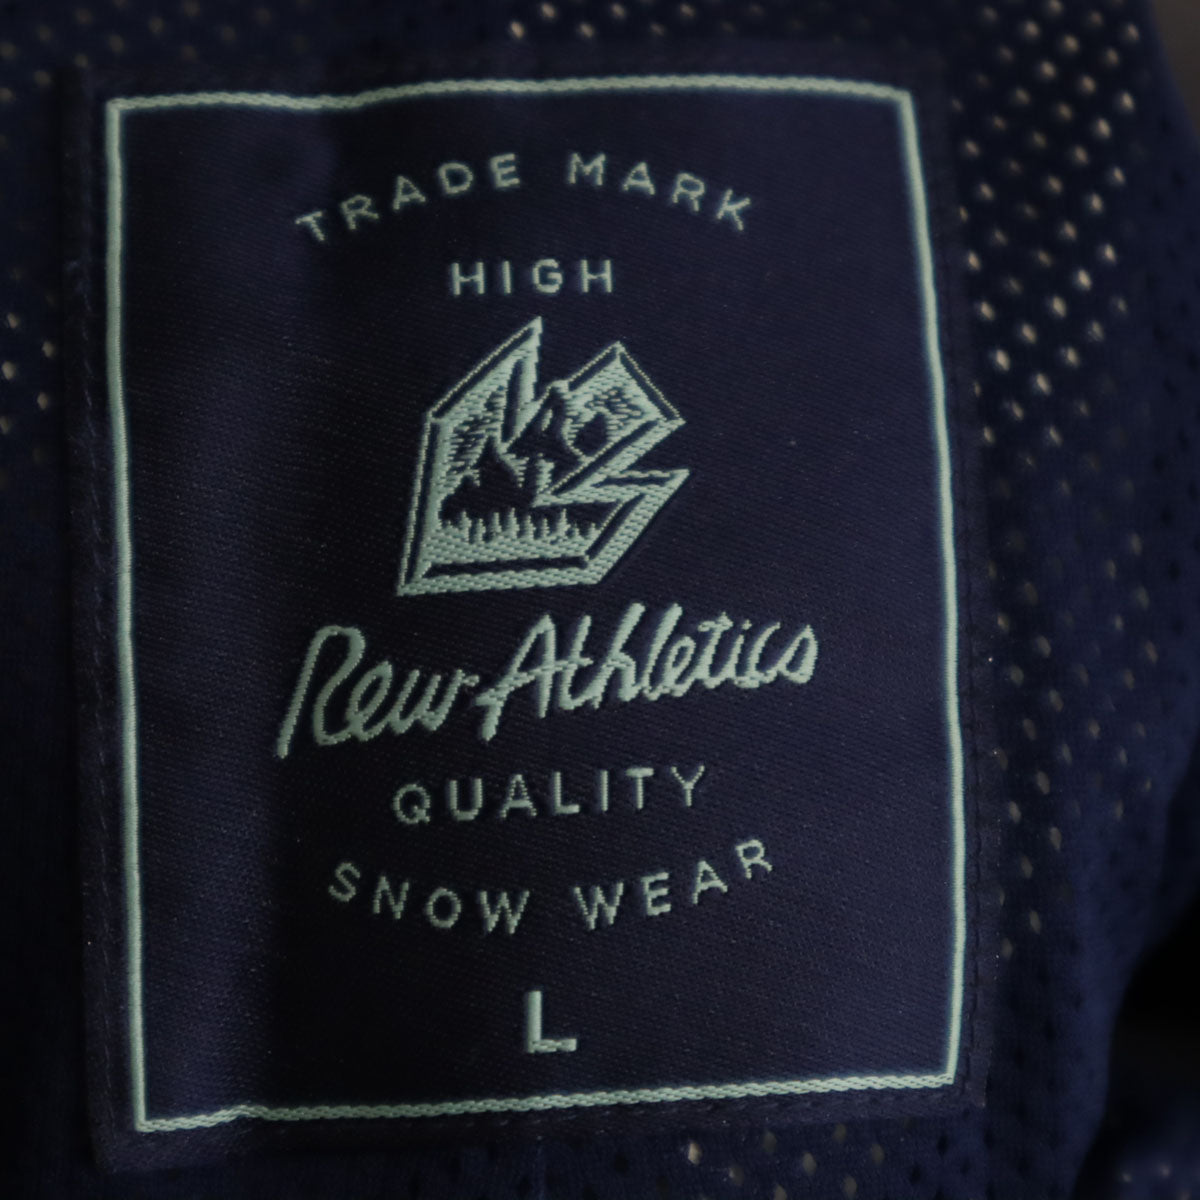 TRADE MARK
HIGH
Rew Athletics
QUALITY
SNOW WEAR
L